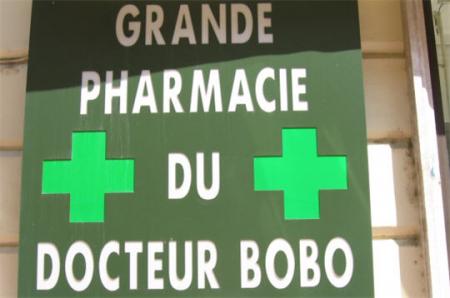 GRANDE
PHARMACIE
DU
DOCTEUR BOBO